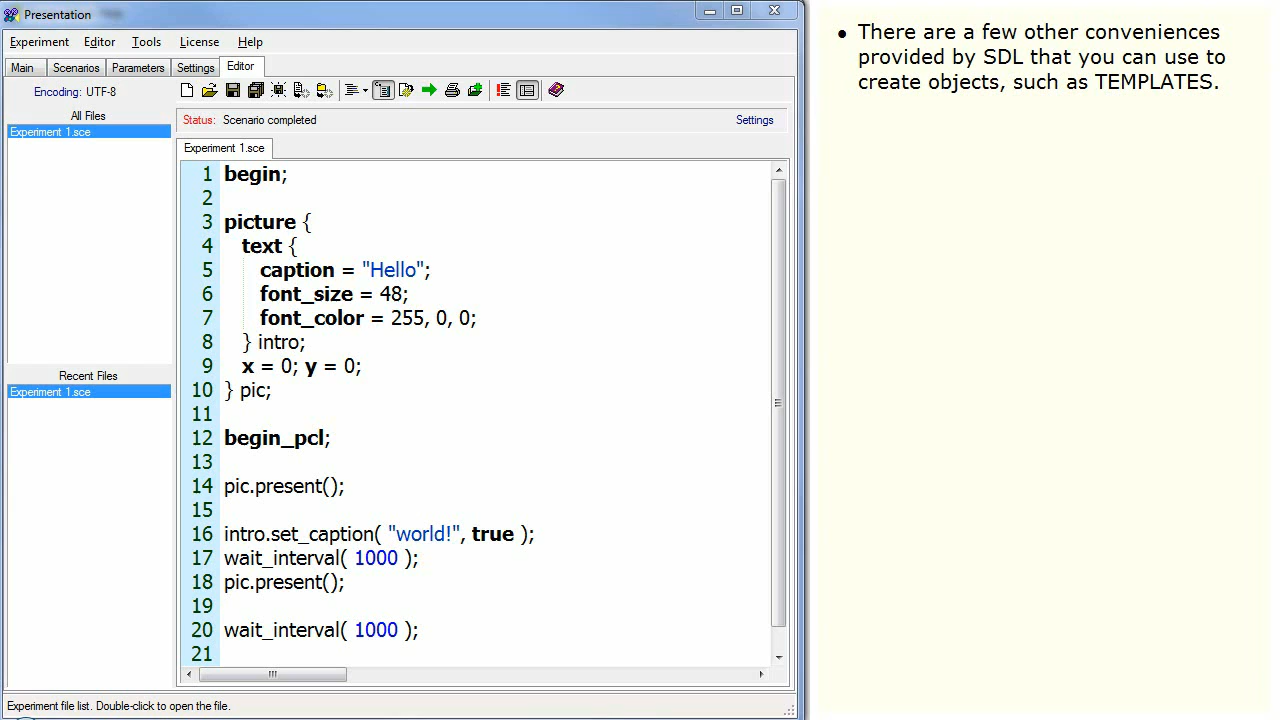 Presentation
Experiment Editor Tools License Help
Main Scenarios Parameters Settings Editor
Encoding: UTF-8
All Files
Experiment 1.sce
Recent Files
Experiment 1.sce
Status: Scenario completed Settings
Experiment 1.sce
1 begin;
2
3 picture {
4 text {
5 caption = "Hello";
6 font_size = 48;
7 font_color = 255, 0, 0;
8 } intro;
9 x = 0; y = 0;
10 } pic;
11
12 begin_pcl;
13
14 pic.present();
15
16 intro.set_caption( "world!", true );
17 wait_interval( 1000 );
18 pic.present();
19
20 wait_interval( 1000 );
21
Experiment file list. Double-click to open the file.
• There are a few other conveniences
provided by SDL that you can use to
create objects, such as TEMPLATES.